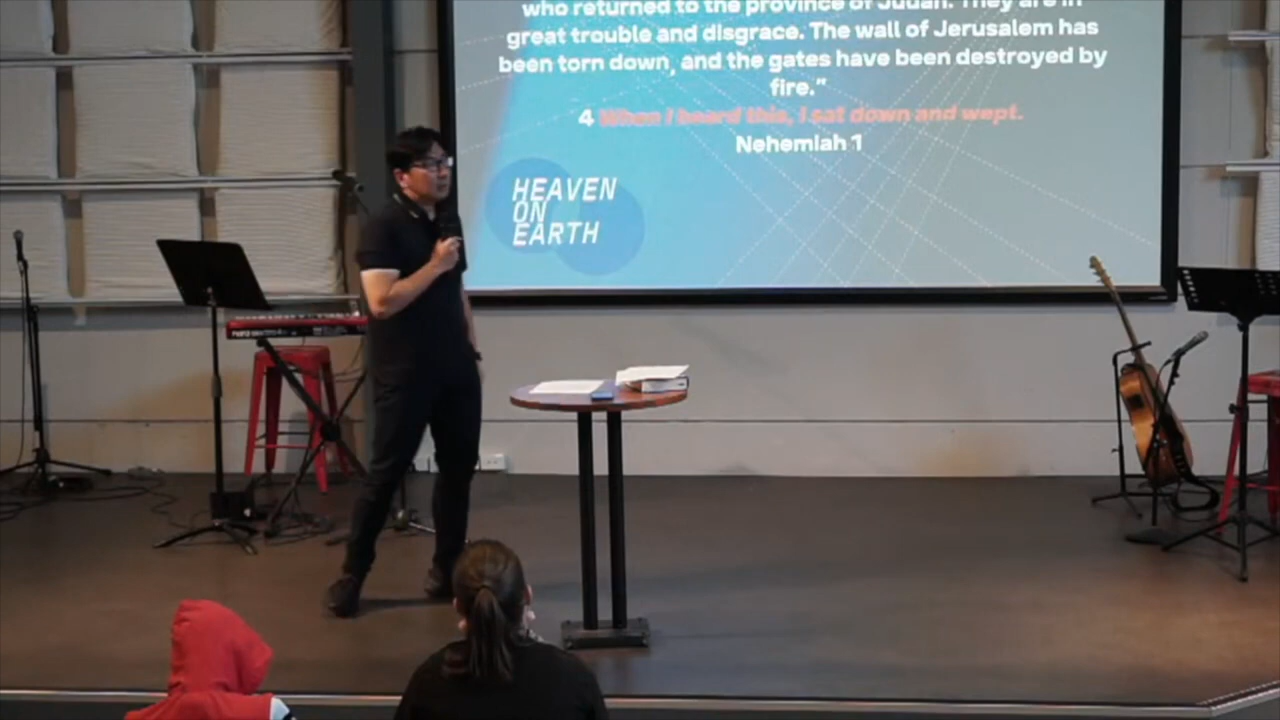 who returned to the province of Judah. They are in
great trouble and disgrace. The wall of Jerusalem has
been torn down, and the gates have been destroyed by
fire.”
4 When I heard this, I sat down and wept.
Nehemiah 1
HEAVEN
ON
EARTH